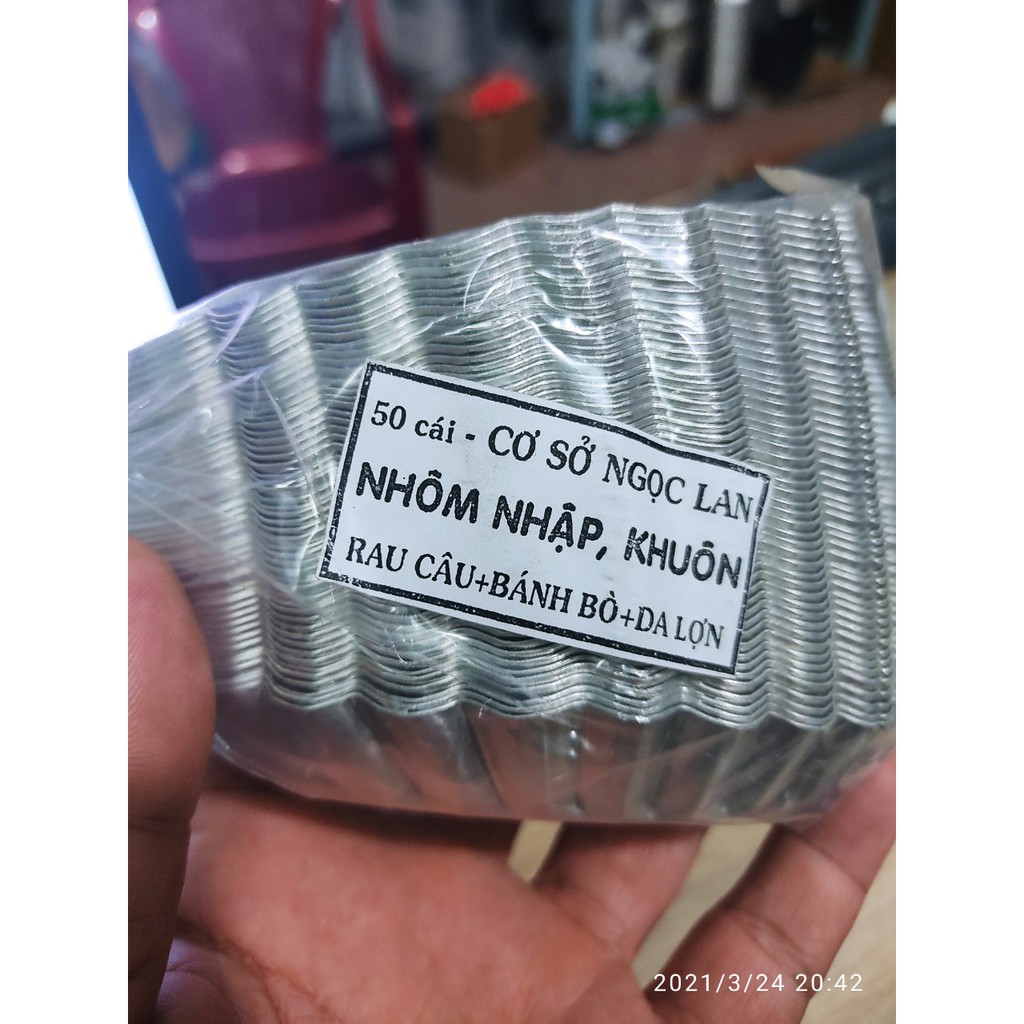 50 cái - CƠ SỞ NGỌC LAN
NHÔM NHẬP, KHUÔN
RAU CÂU+BÁNH BÒ+DA LỢN
2021/3/24 20:42